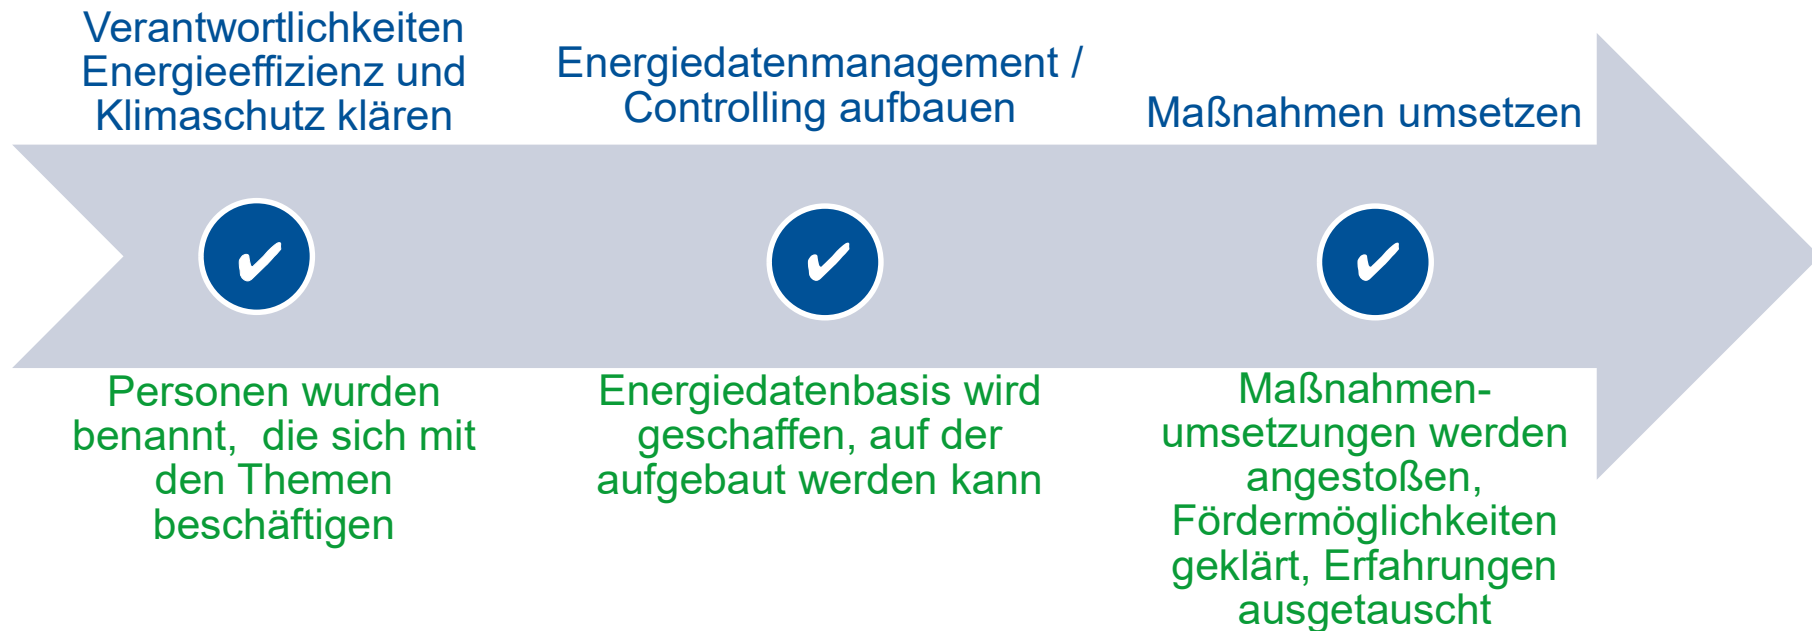 Verantwortlichkeiten
Energieeffizienz und
Klimaschutz klären
Energiedatenmanagement /
Controlling aufbauen
Maßnahmen umsetzen
Personen wurden
benannt,  die sich mit
den Themen
beschäftigen
Energiedatenbasis wird
geschaffen, auf der
aufgebaut werden kann
Maßnahmen-
umsetzungen werden
angestoßen,
Fördermöglichkeiten
geklärt, Erfahrungen
ausgetauscht